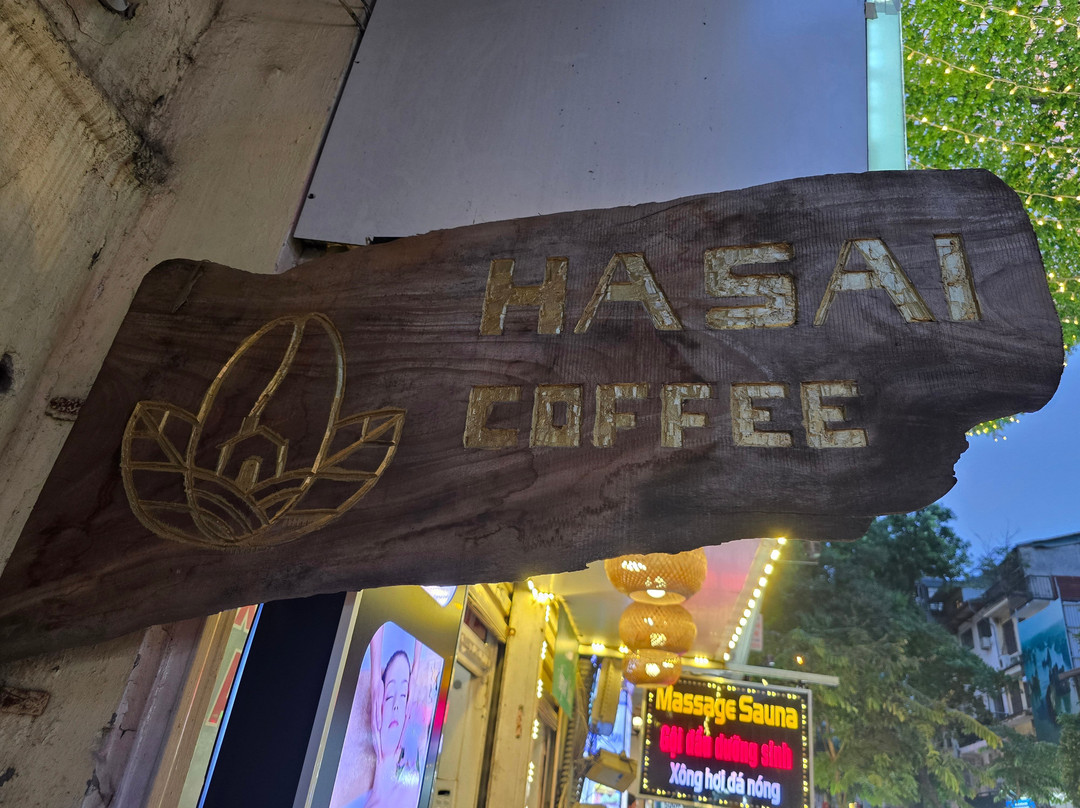 HASAI
COFFEE
Massage Sauna
Gội đầu dưỡng sinh
Xông hơi đá nóng